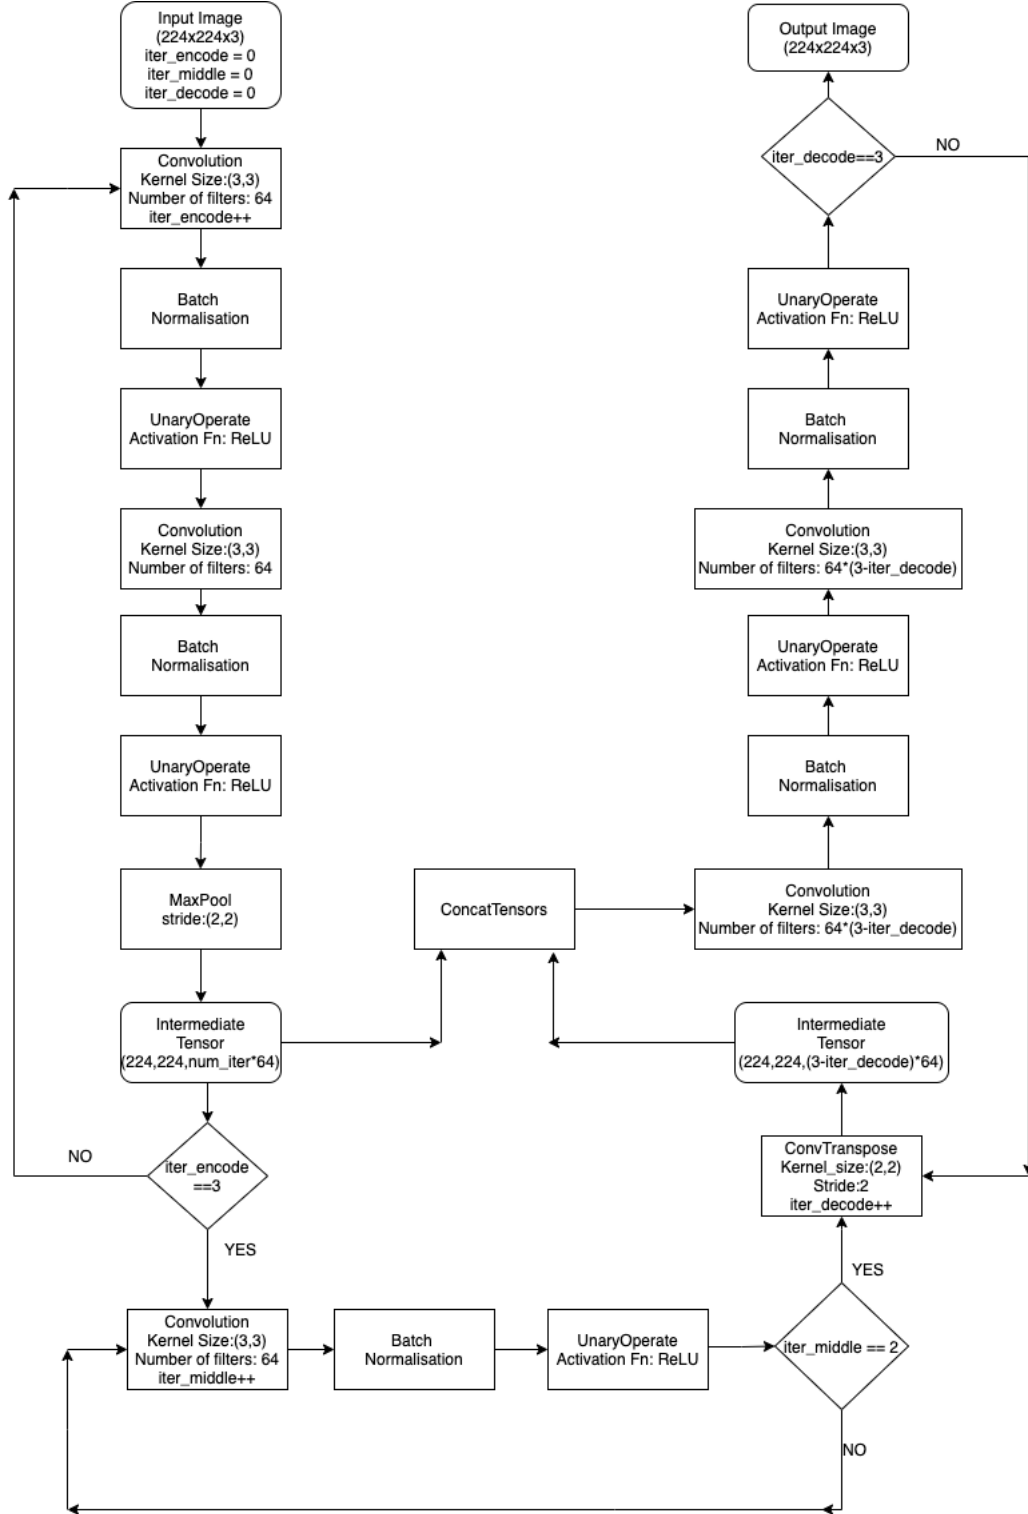 Input Image
(224x224x3)
iter_encode = 0
iter_middle = 0
iter_decode = 0
Convolution
Kernel Size:(3,3)
Number of filters: 64
iter_encode++
Batch
Normalisation
UnaryOperate
Activation Fn: ReLU
Convolution
Kernel Size:(3,3)
Number of filters: 64
Batch
Normalisation
UnaryOperate
Activation Fn: ReLU
MaxPool
stride:(2,2)
Intermediate
Tensor
(224,224,num_iter*64)
iter_encode
==3
NO
YES
Convolution
Kernel Size:(3,3)
Number of filters: 64
iter_middle++
Batch
Normalisation
UnaryOperate
Activation Fn: ReLU
iter_middle == 2
NO
YES
ConvTranspose
Kernel_size:(2,2)
Stride:2
iter_decode++
Intermediate
Tensor
(224,224,(3-iter_decode)*64)
ConcatTensors
Convolution
Kernel Size:(3,3)
Number of filters: 64*(3-iter_decode)
Batch
Normalisation
UnaryOperate
Activation Fn: ReLU
Convolution
Kernel Size:(3,3)
Number of filters: 64*(3-iter_decode)
Batch
Normalisation
UnaryOperate
Activation Fn: ReLU
iter_decode==3
NO
Output Image
(224x224x3)